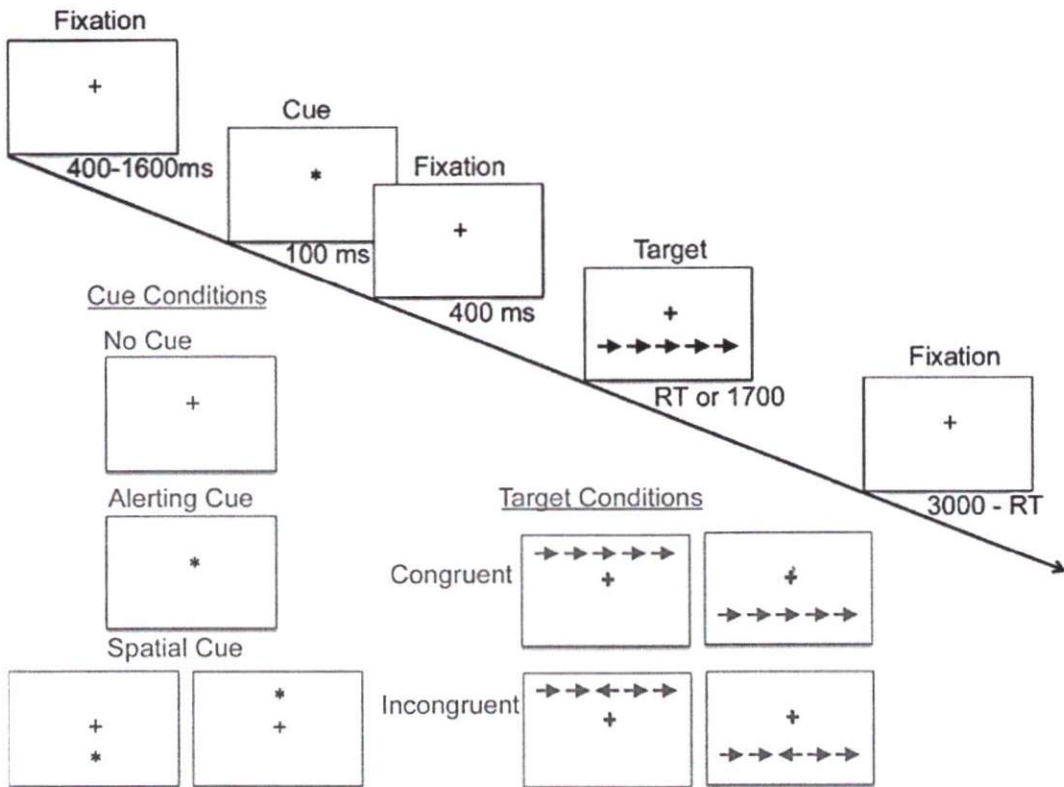 Fixation
+
400-1600ms
Cue
*
100 ms
Fixation
+
400 ms
Target
+
RT or 1700
Fixation
+
3000 - RT
Cue Conditions
No Cue
+
Alerting Cue
*
Spatial Cue
+
*
*
+
Target Conditions
Congruent
+
+
Incongruent
+
+